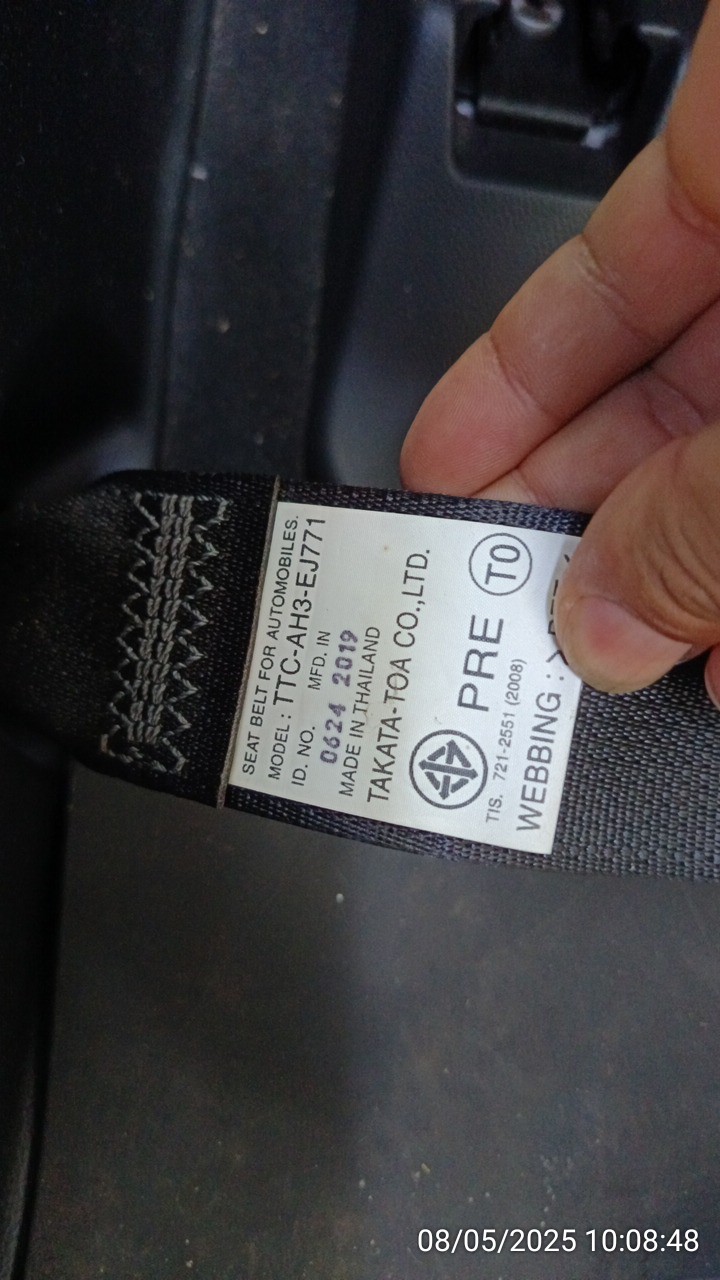 SEAT BELT FOR AUTOMOBILES.
MODEL : TTC-AH3-EJ771
ID. NO. MFD. IN
0624 2019
MADE IN THAILAND
TAKATA-TOA CO.,LTD.
PRE TO
TIS. 721-2551 (2008)
WEBBING :
08/05/2025 10:08:48